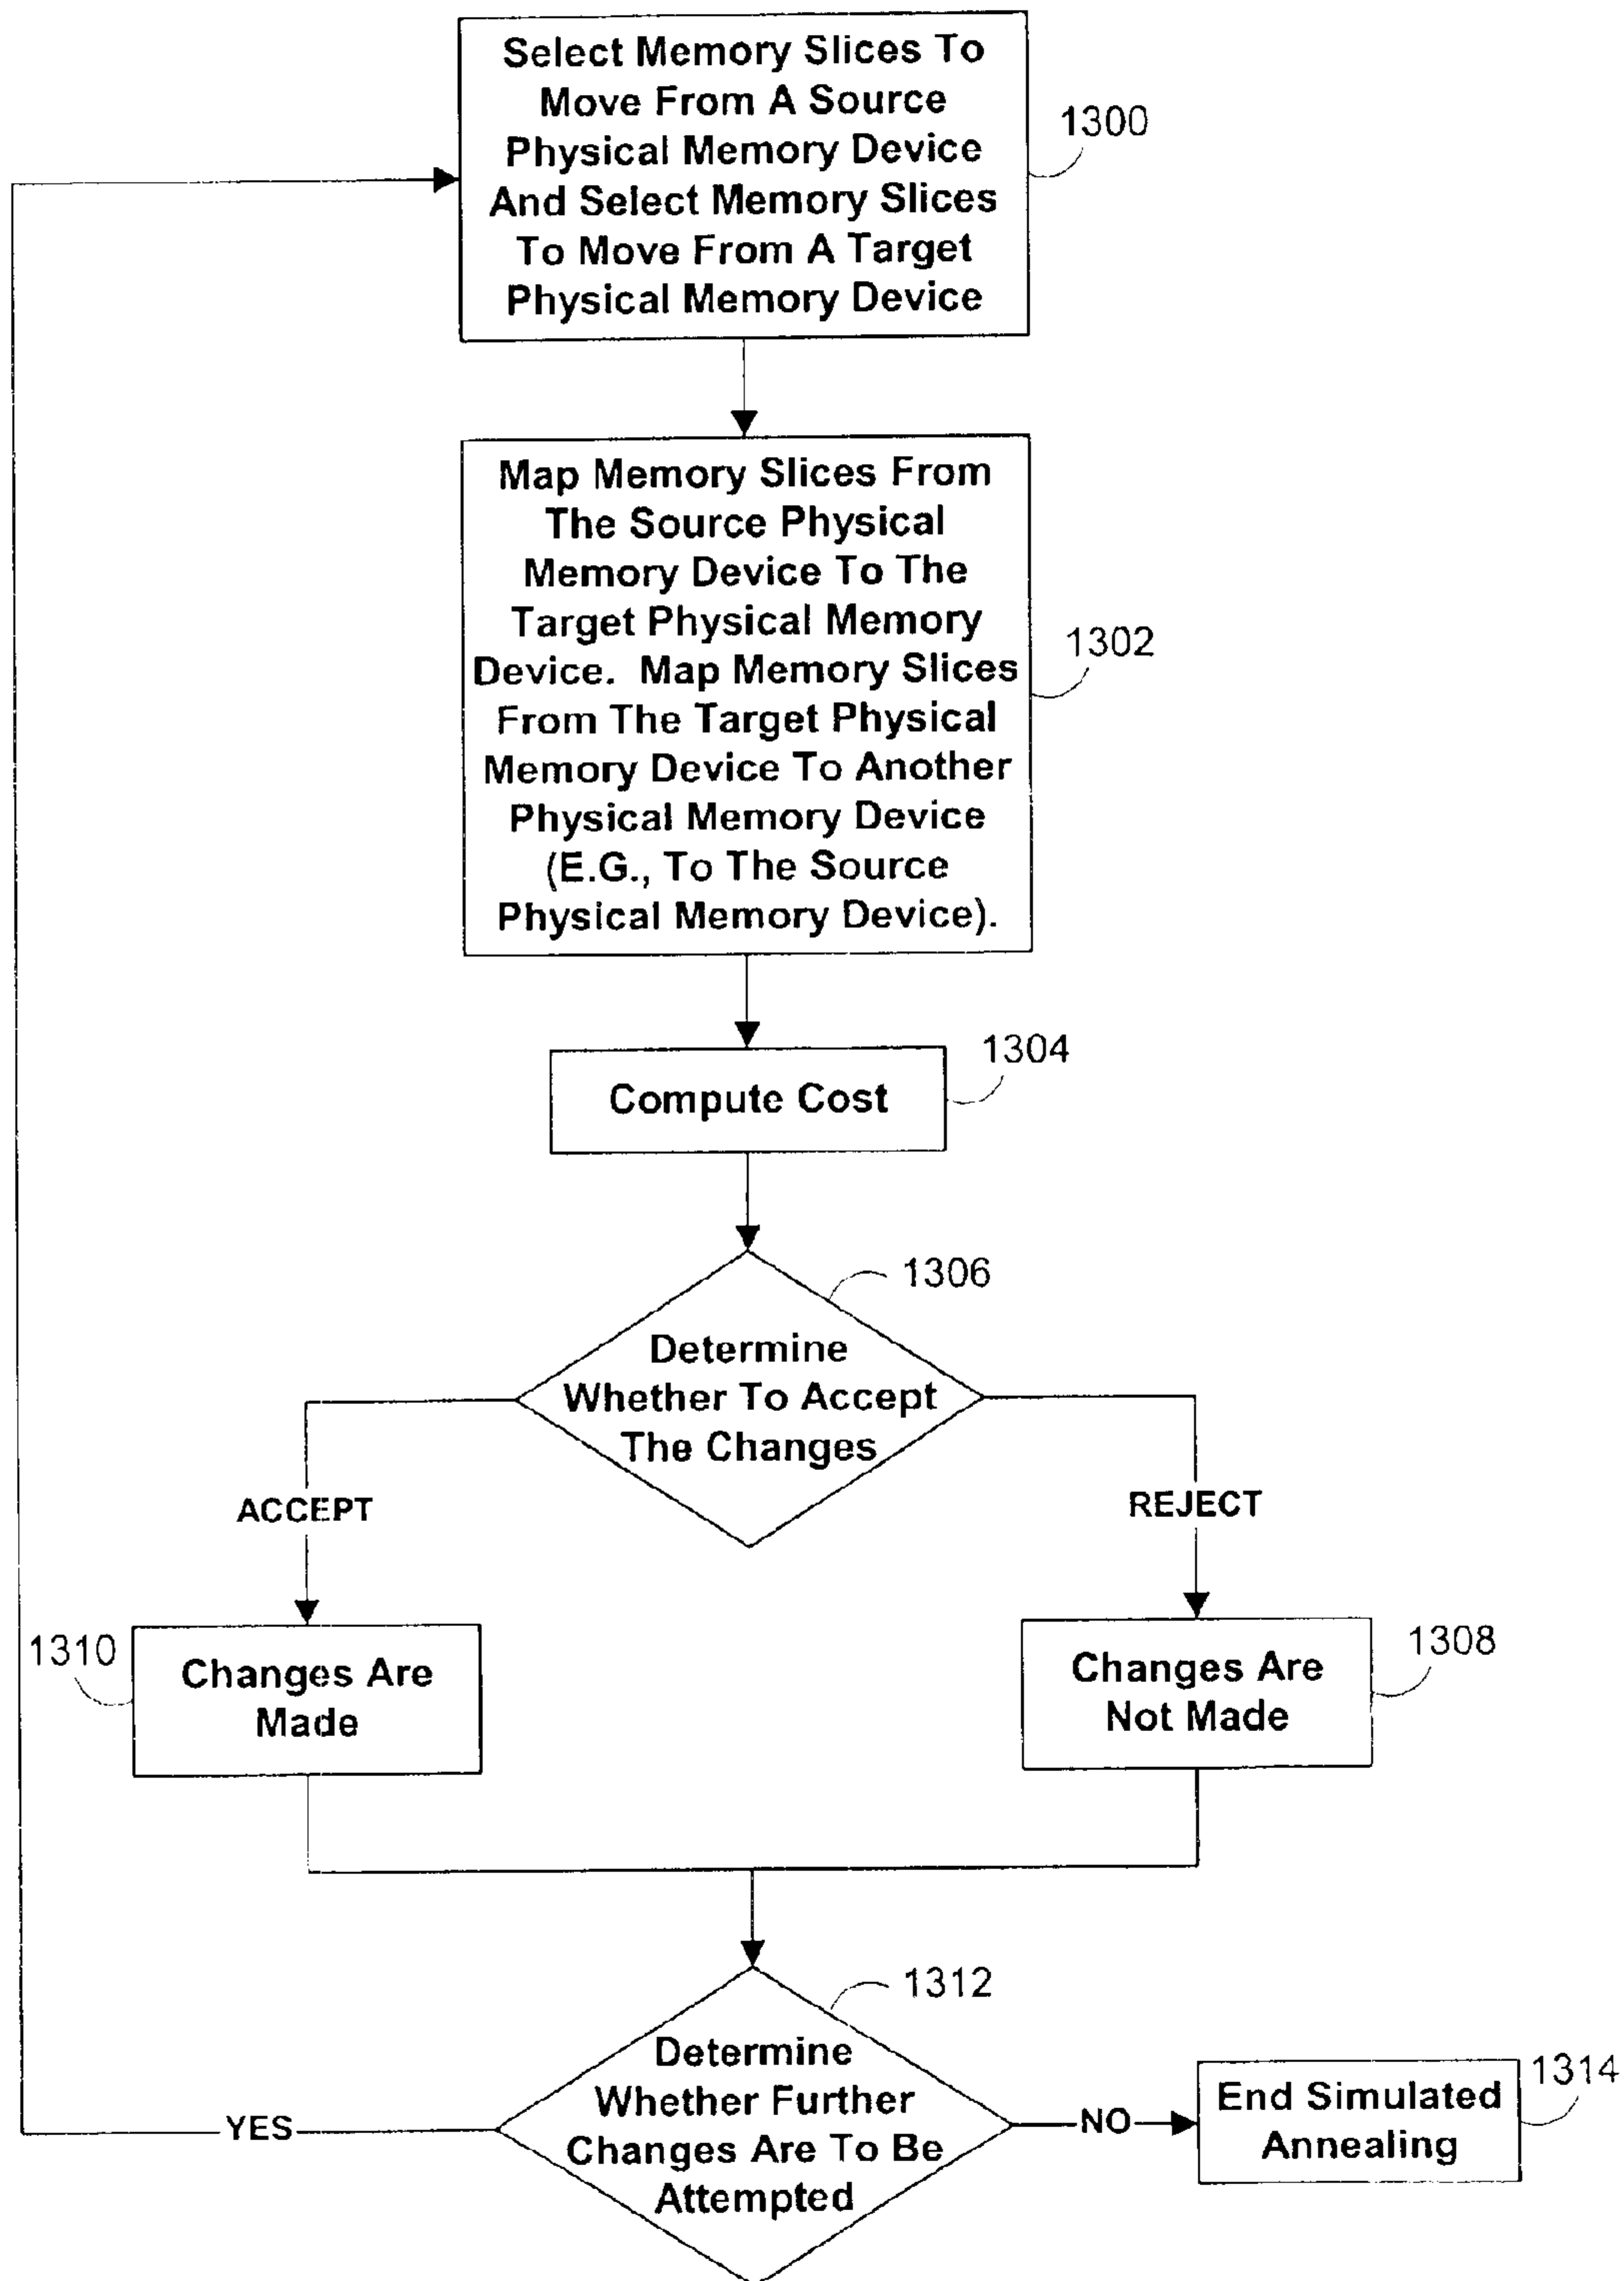 Select Memory Slices To
Move From A Source
Physical Memory Device
And Select Memory Slices
To Move From A Target
Physical Memory Device
1300
Map Memory Slices From
The Source Physical
Memory Device To The
Target Physical Memory
Device. Map Memory Slices
From The Target Physical
Memory Device To Another
Physical Memory Device
(E.G., To The Source
Physical Memory Device).
1302
Compute Cost
1304
1306
Determine
Whether To Accept
The Changes
ACCEPT
REJECT
1310
Changes Are
Made
Changes Are
Not Made
1308
1312
Determine
Whether Further
Changes Are To Be
Attempted
YES
NO
End Simulated
Annealing
1314